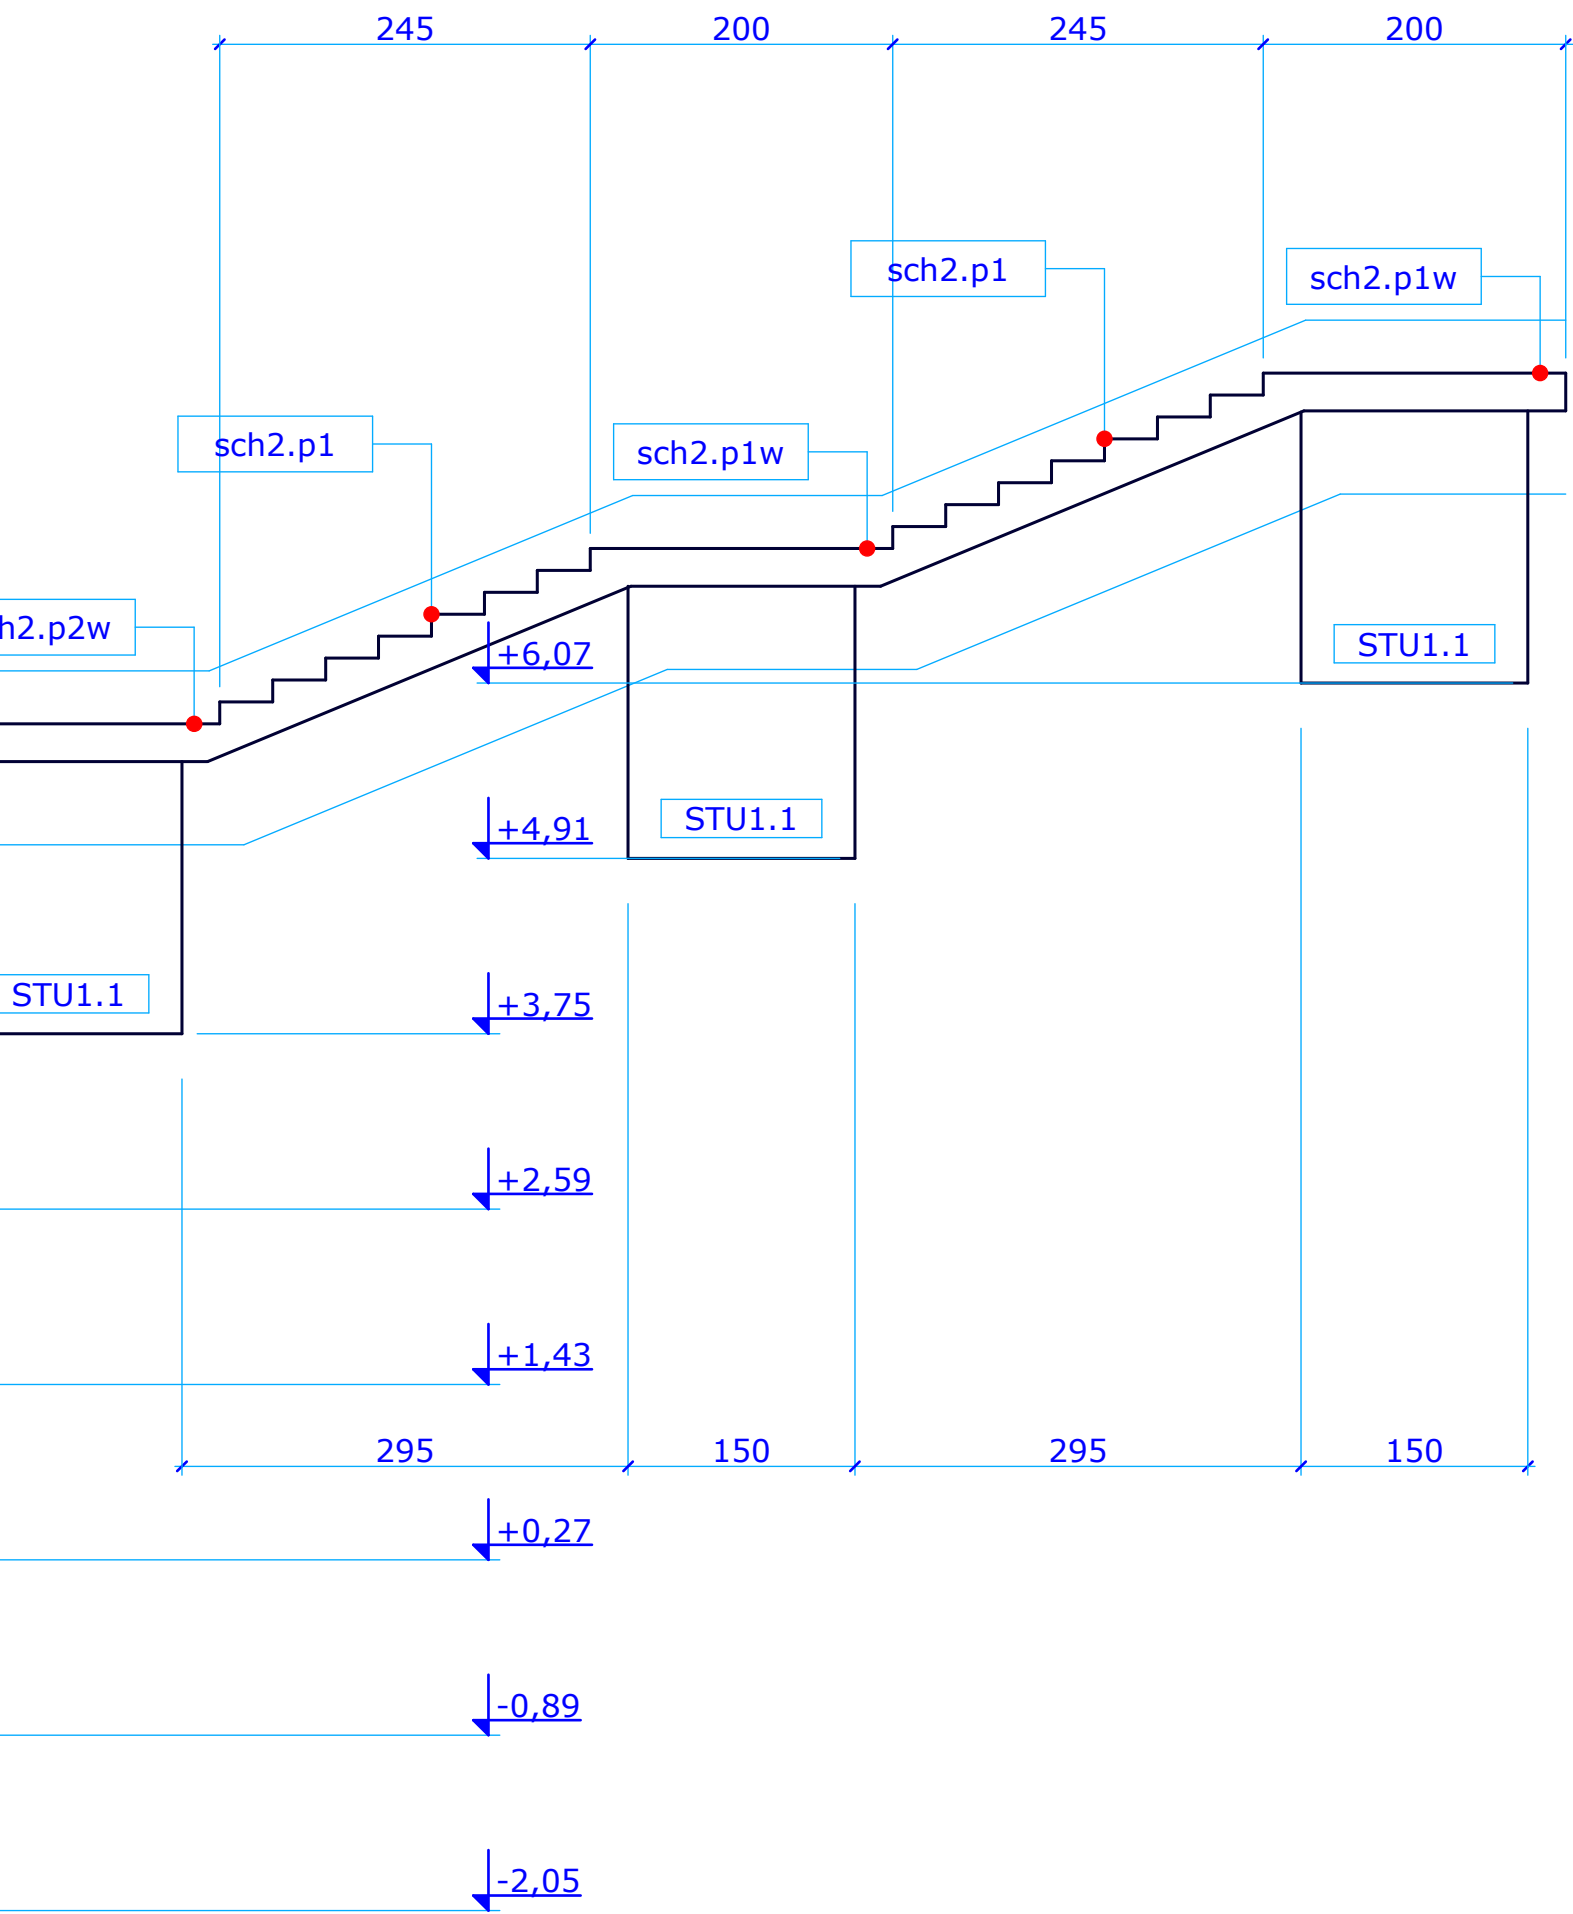 245
200
245
200
sch2.p1
sch2.p1w
sch2.p1
sch2.p1w
h2.p2w
+6,07
STU1.1
+4,91
STU1.1
+3,75
STU1.1
+2,59
+1,43
295
150
295
150
+0,27
-0,89
-2,05